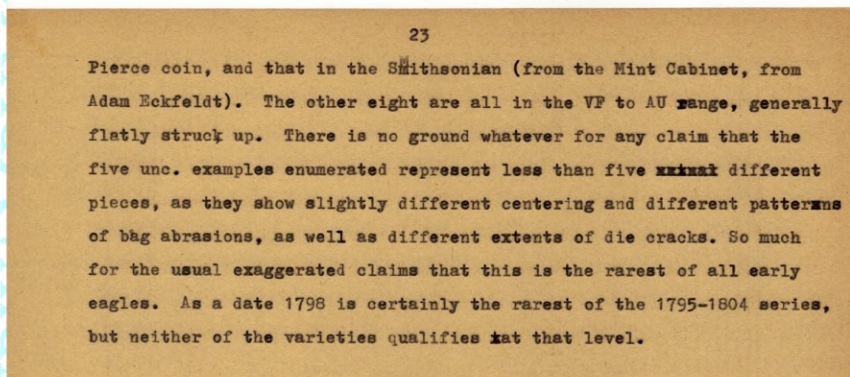 23
Pierce coin, and that in the Smithsonian (from the Mint Cabinet, from
Adam Eckfeldt). The other eight are all in the VF to AU range, generally
flatly struck up. There is no ground whatever for any claim that the
five unc. examples enumerated represent less than five different
pieces, as they show slightly different centering and different patterns
of bag abrasions, as well as different extents of die cracks. So much
for the usual exaggerated claims that this is the rarest of all early
eagles. As a date 1798 is certainly the rarest of the 1795-1804 series,
but neither of the varieties qualifies at that level.